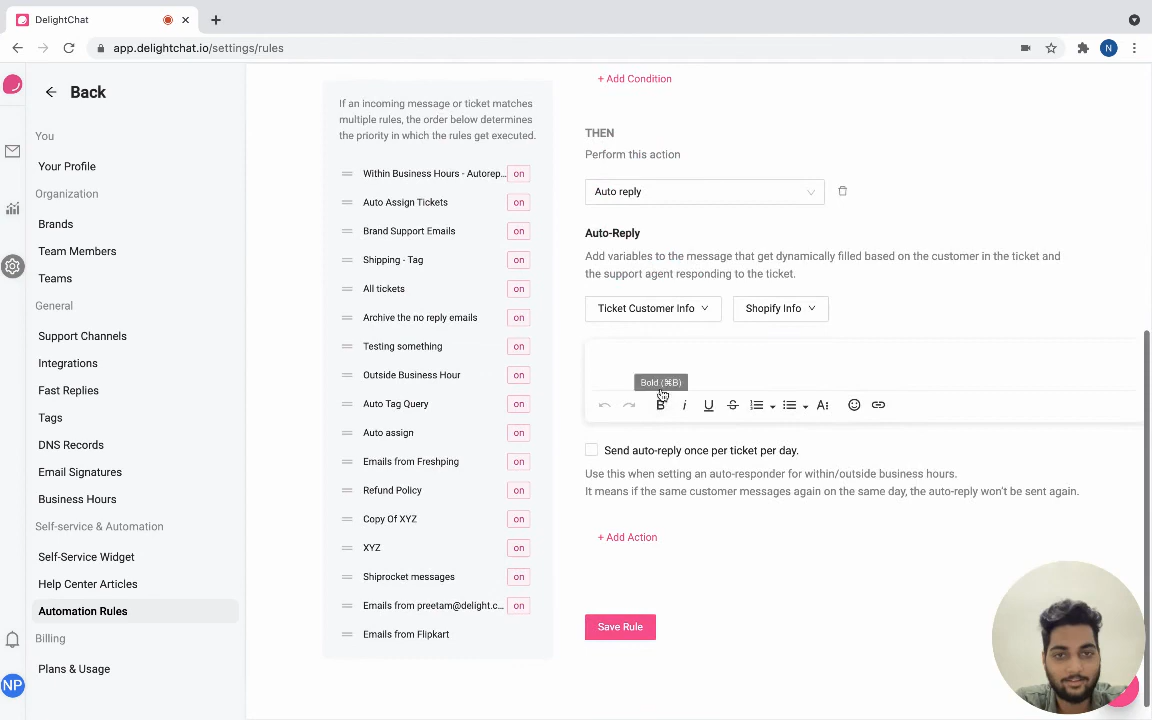 DelightChat
app.delightchat.io/settings/rules
N
Back
You
Your Profile
Organization
Brands
Team Members
Teams
General
Support Channels
Integrations
Fast Replies
Tags
DNS Records
Email Signatures
Business Hours
Self-service & Automation
Self-Service Widget
Help Center Articles
Automation Rules
Billing
Plans & Usage
NP
If an incoming message or ticket matches
multiple rules, the order below determines
the priority in which the rules get executed.
Within Business Hours - Autorep... on
Auto Assign Tickets on
Brand Support Emails on
Shipping - Tag on
All tickets on
Archive the no reply emails on
Testing something on
Outside Business Hour on
Auto Tag Query on
Auto assign on
Emails from Freshping on
Refund Policy on
Copy Of XYZ on
XYZ on
Shiprocket messages on
Emails from preetam@delight.c... on
Emails from Flipkart
+ Add Condition
THEN
Perform this action
Auto reply
Auto-Reply
Add variables to the message that get dynamically filled based on the customer in the ticket and
the support agent responding to the ticket.
Ticket Customer Info Shopify Info
Bold (⌘B)
B i U S A
Send auto-reply once per ticket per day.
Use this when setting an auto-responder for within/outside business hours.
It means if the same customer messages again on the same day, the auto-reply won't be sent again.
+ Add Action
Save Rule